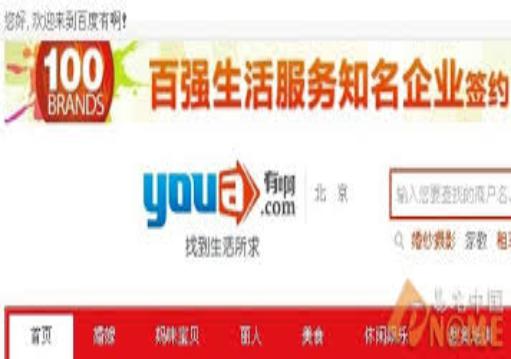 您好,欢迎来到百度有啊!
100
BRANDS
百强生活服务知名企业签约
youa 有啊
.com
北京
找到生活所求
输入您要查找的商户名、
婚纱摄影 家教
首页 婚嫁 妈咪宝贝 丽人 美食 休闲娱乐